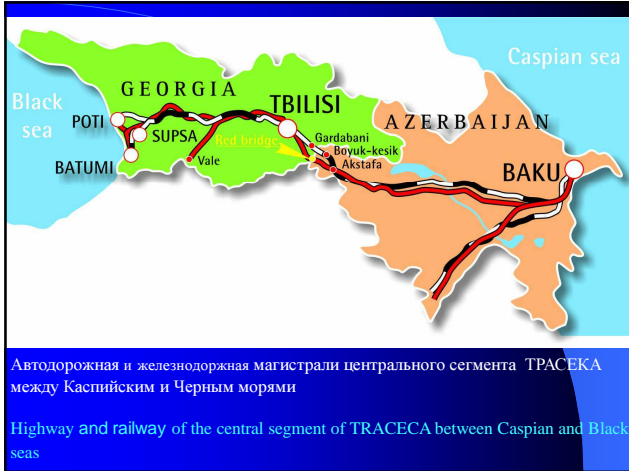 Caspian sea
GEORGIA
Black
sea
TBILISI
AZERBAIJAN
POTI
SUPSA
Red bridge
Gardabani
Boyuk-kesik
Akstafa
BATUMI
Vale
BAKU
Автодорожная и железнодоржная магистрали центрального сегмента ТРАСЕКА
между Каспийским и Черным морями
Highway and railway of the central segment of TRACECA between Caspian and Black
seas